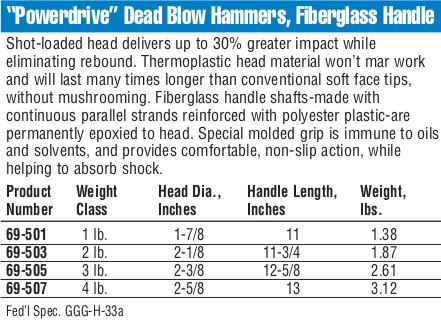 "Powerdrive" Dead Blow Hammers, Fiberglass Handle
Shot-loaded head delivers up to 30% greater impact while
eliminating rebound. Thermoplastic head material won't mar work
and will last many times longer than conventional soft face tips,
without mushrooming. Fiberglass handle shafts-made with
continuous parallel strands reinforced with polyester plastic-are
permanently epoxied to head. Special molded grip is immune to oils
and solvents, and provides comfortable, non-slip action, while
helping to absorb shock.
Product Weight Head Dia., Handle Length, Weight,
Number Class Inches Inches lbs.
69-501 1 lb. 1-7/8 11 1.38
69-503 2 lb. 2-1/8 11-3/4 1.87
69-505 3 lb. 2-3/8 12-5/8 2.61
69-507 4 lb. 2-5/8 13 3.12
Fed'l Spec. GGG-H-33a